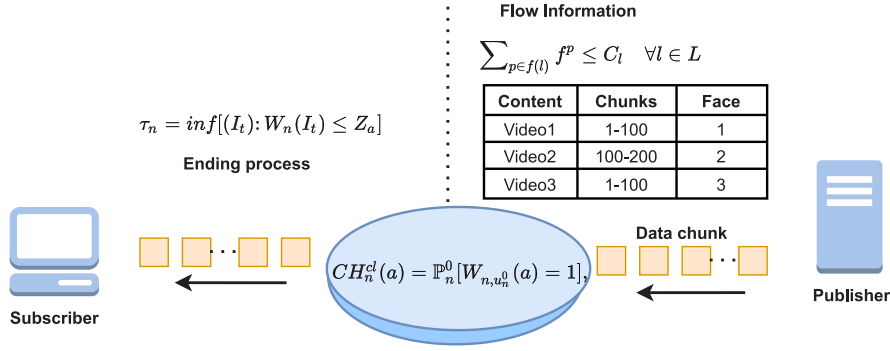 Flow Information
∑_{p∈f(l)} f^p ≤ C_l ∀l ∈ L
Content Chunks Face
Video1 1-100 1
Video2 100-200 2
Video3 1-100 3
τ_n = inf[(I_t): W_n(I_t) ≤ Z_a]
Ending process
Data chunk
CH_n^{cl}(a) = ℙ_n^0[W_{n,u_n^0}(a) = 1],
Subscriber
Publisher